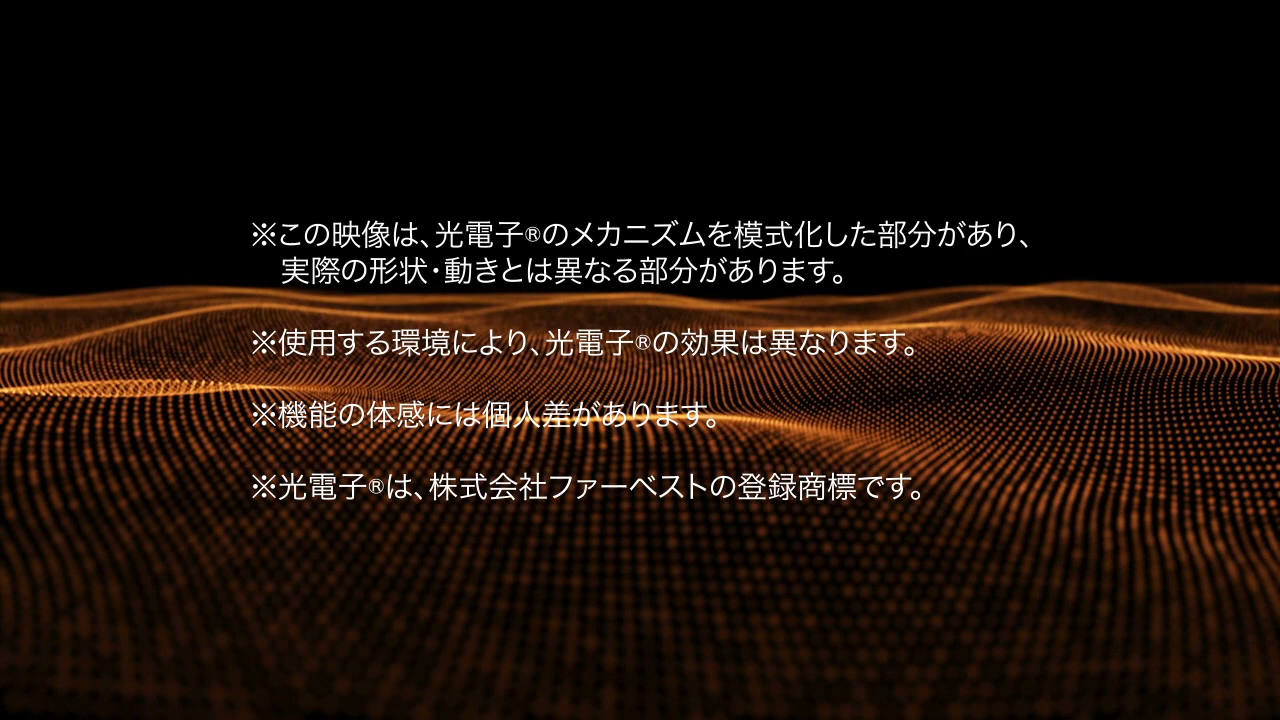 ※この映像は、光電子®のメカニズムを模式化した部分があり、
実際の形状・動きとは異なる部分があります。
※使用する環境により、光電子®の効果は異なります。
※機能の体感には個人差があります。
※光電子®は、株式会社ファーベストの登録商標です。